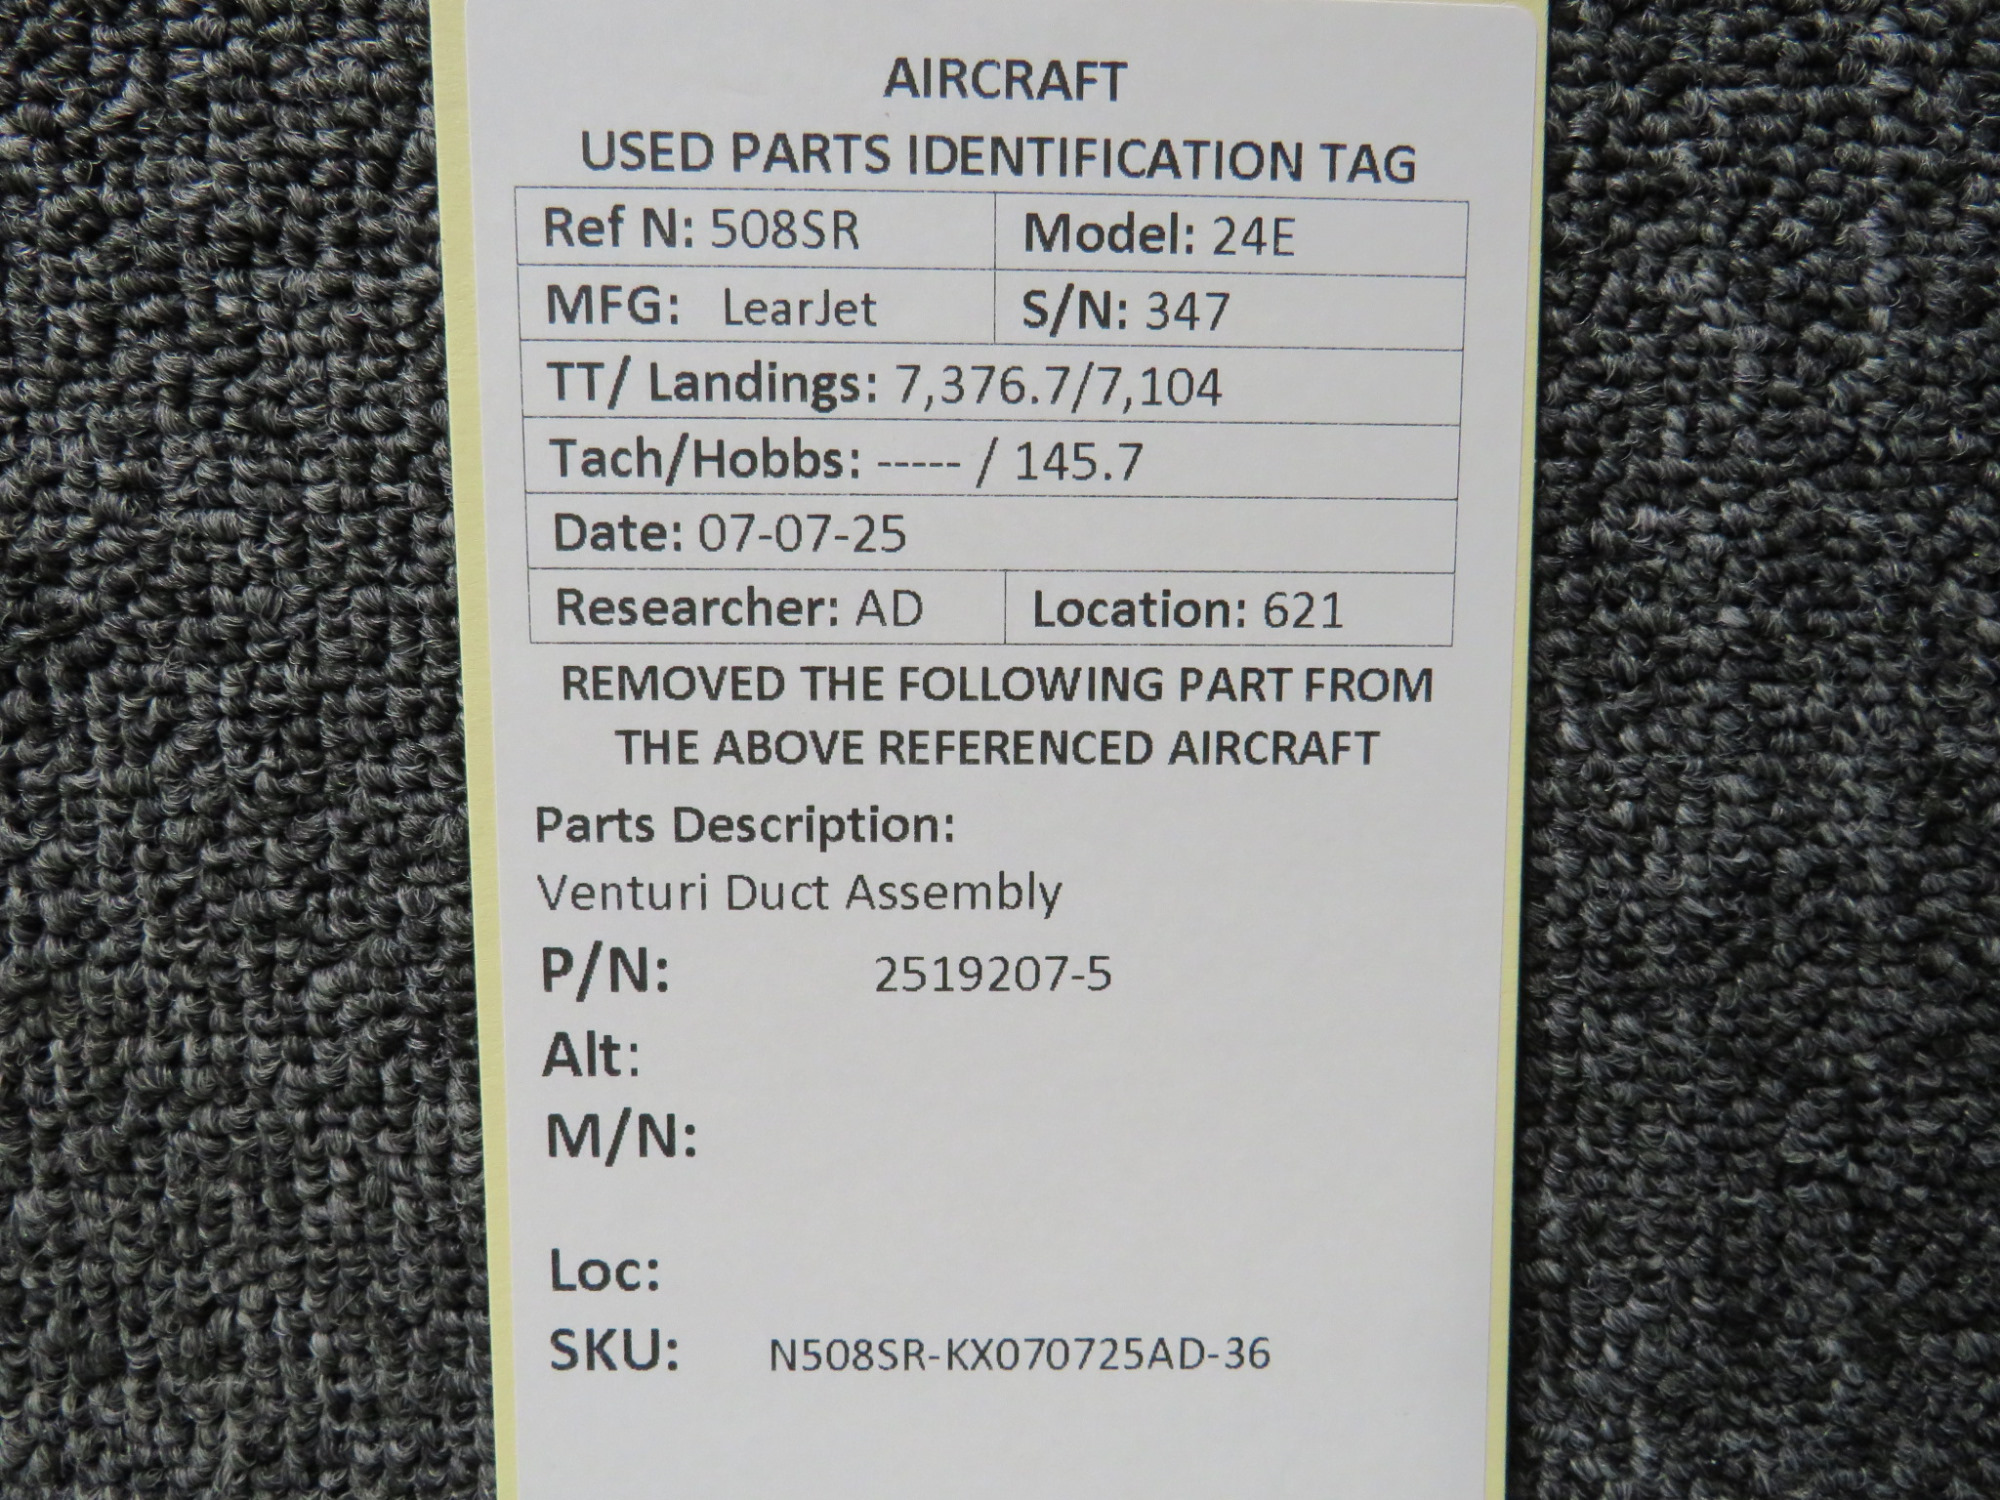 AIRCRAFT
USED PARTS IDENTIFICATION TAG
Ref N: 508SR Model: 24E
MFG: LearJet S/N: 347
TT/ Landings: 7,376.7/7,104
Tach/Hobbs: ----- / 145.7
Date: 07-07-25
Researcher: AD Location: 621
REMOVED THE FOLLOWING PART FROM
THE ABOVE REFERENCED AIRCRAFT
Parts Description:
Venturi Duct Assembly
P/N: 2519207-5
Alt:
M/N:
Loc:
SKU: N508SR-KX070725AD-36